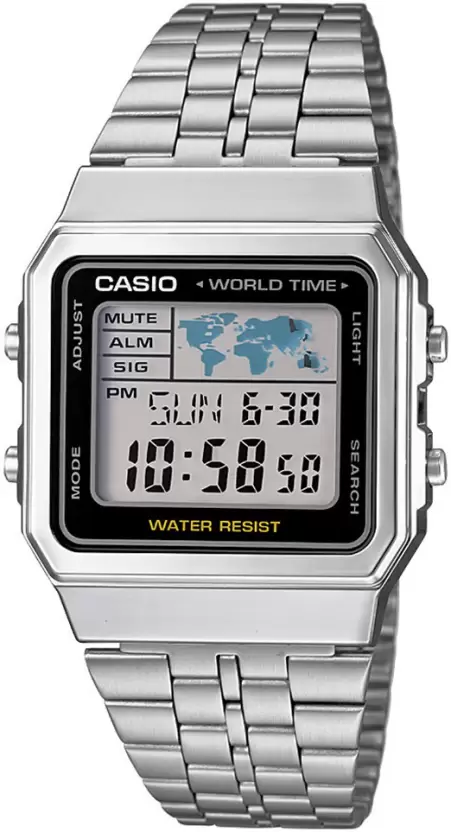 CASIO ◂ WORLD TIME ▸
ADJUST
LIGHT
MUTE
ALM
SIG
PM
SUN 6-30
10:58 50
MODE
SEARCH
WATER RESIST